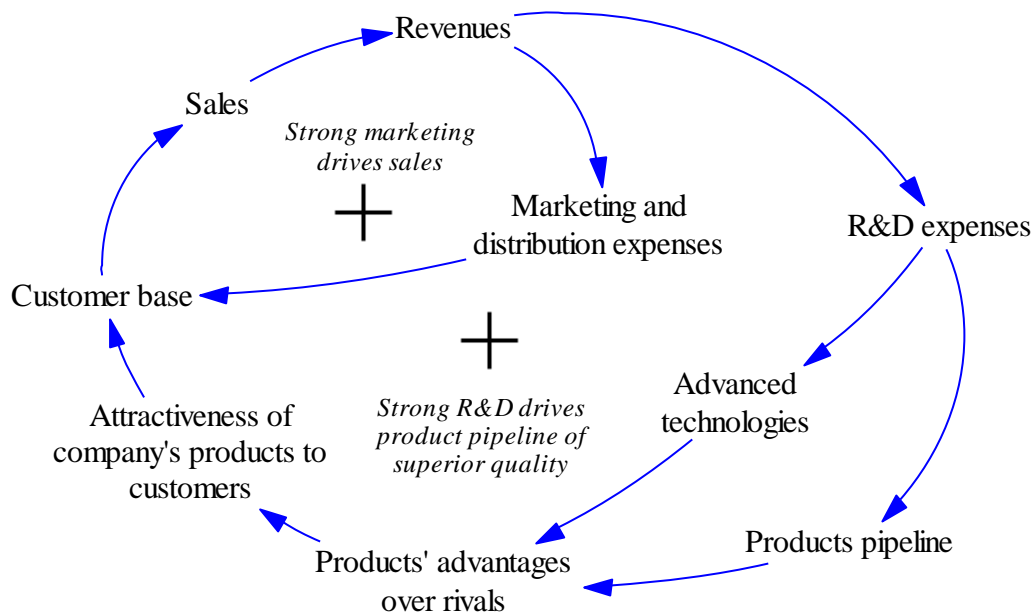 Revenues
Sales
Strong marketing
drives sales
Marketing and
distribution expenses
R&D expenses
Customer base
Advanced
technologies
Strong R&D drives
product pipeline of
superior quality
Attractiveness of
company's products to
customers
Products pipeline
Products' advantages
over rivals